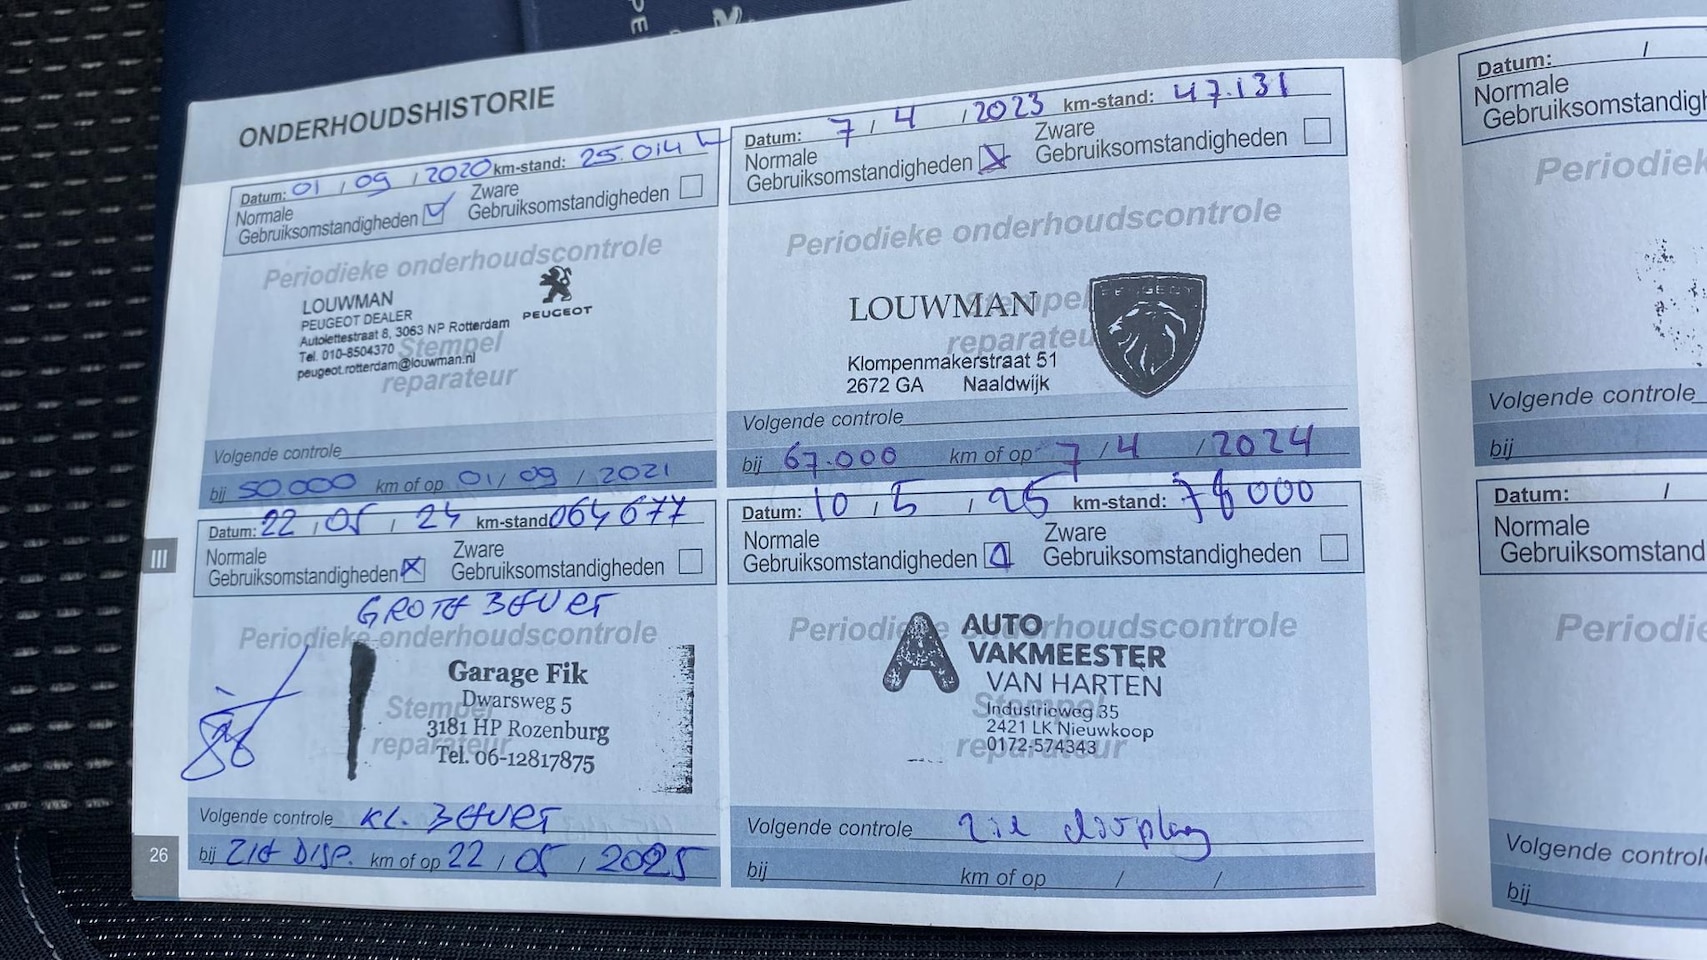 ONDERHOUDSHISTORIE
Datum: 01 / 09 / 2020 km-stand: 25.014
Normale Gebruiksomstandigheden
Zware Gebruiksomstandigheden
Periodieke onderhoudscontrole
LOUWMAN
PEUGEOT DEALER
Autolettestraat 8, 3063 NP Rotterdam
Tel. 010-8504370
peugeot.rotterdam@louwman.nl
PEUGEOT
Stempel
reparateur
Volgende controle
bij 50.000 km of op 01 / 09 / 2021
Datum: 7 / 4 / 2023 km-stand: 47.131
Normale Gebruiksomstandigheden
Zware Gebruiksomstandigheden
Periodieke onderhoudscontrole
LOUWMAN
PEUGEOT
Stempel
reparateur
Klompenmakerstraat 51
2672 GA Naaldwijk
Volgende controle
bij 67.000 km of op 7 / 4 / 2024
Datum: 22 / 05 / 24 km-stand 064677
Normale Gebruiksomstandigheden
Zware Gebruiksomstandigheden
GROTE BEURT
Periodieke onderhoudscontrole
Garage Fik
Dwarsweg 5
3181 HP Rozenburg
Tel. 06-12817875
Stempel
reparateur
Volgende controle KL. BEURT
bij ZIE DISP. km of op 22 / 05 / 2025
Datum: 10 / 5 / 25 km-stand: 78000
Normale Gebruiksomstandigheden
Zware Gebruiksomstandigheden
Periodieke onderhoudscontrole
AUTO
VAKMEESTER
VAN HARTEN
Industrieweg 35
2421 LK Nieuwkoop
0172-574343
Stempel
reparateur
Volgende controle zie display
bij km of op / /
III
26
Datum: /
Normale
Gebruiksomstandigh
Periodiek
Volgende controle
bij
Datum: /
Normale
Gebruiksomstand
Periodie
Volgende contro
bij